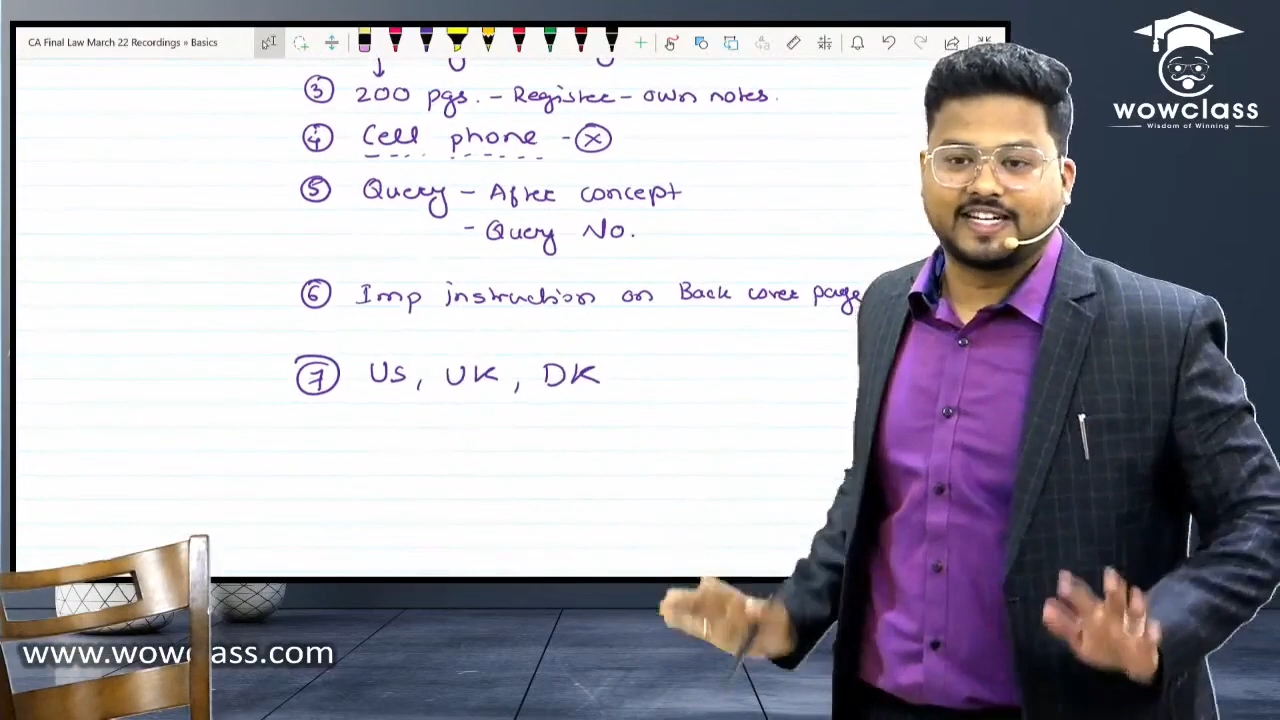 CA Final Law March 22 Recordings » Basics
wowclass
Wisdom of Winning
③ 200 pgs. - Register - own notes.
④ Cell phone - ⓧ
⑤ Query - After concept
- Query No.
⑥ Imp instruction on Back cover page
⑦ US, UK, DK
www.wowclass.com